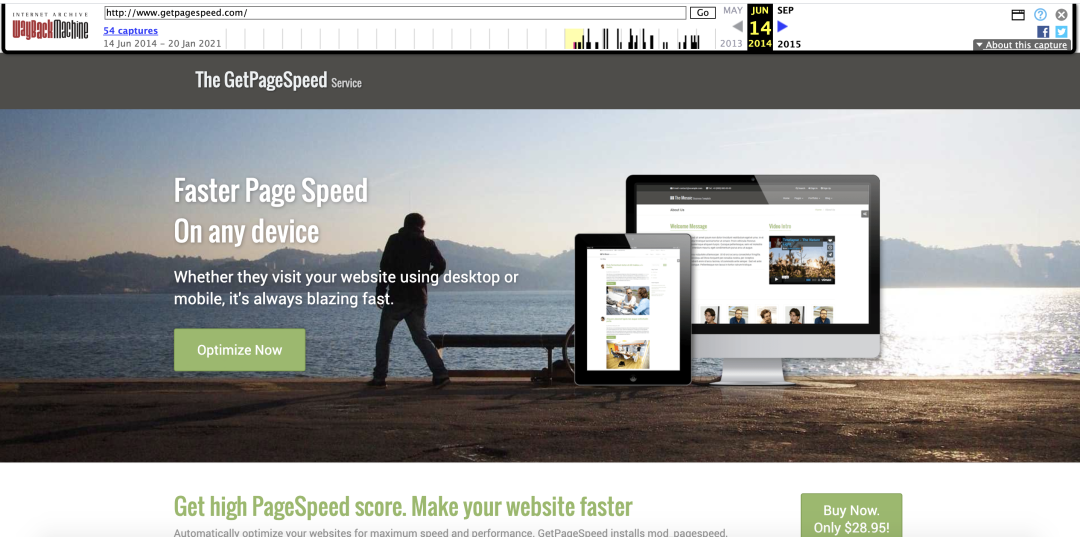 INTERNET ARCHIVE
WayBackMachine
http://www.getpagespeed.com/
Go
54 captures
14 Jun 2014 – 20 Jan 2021
MAY JUN SEP
14
2013 2014 2015
▼ About this capture
The GetPageSpeed Service
Faster Page Speed
On any device
Whether they visit your website using desktop or
mobile, it's always blazing fast.
Optimize Now
About Us
Welcome Message
Video Intro
Get high PageSpeed score. Make your website faster
Automatically optimize your websites for maximum speed and performance. GetPageSpeed installs mod_pagespeed,
Buy Now.
Only $28.95!